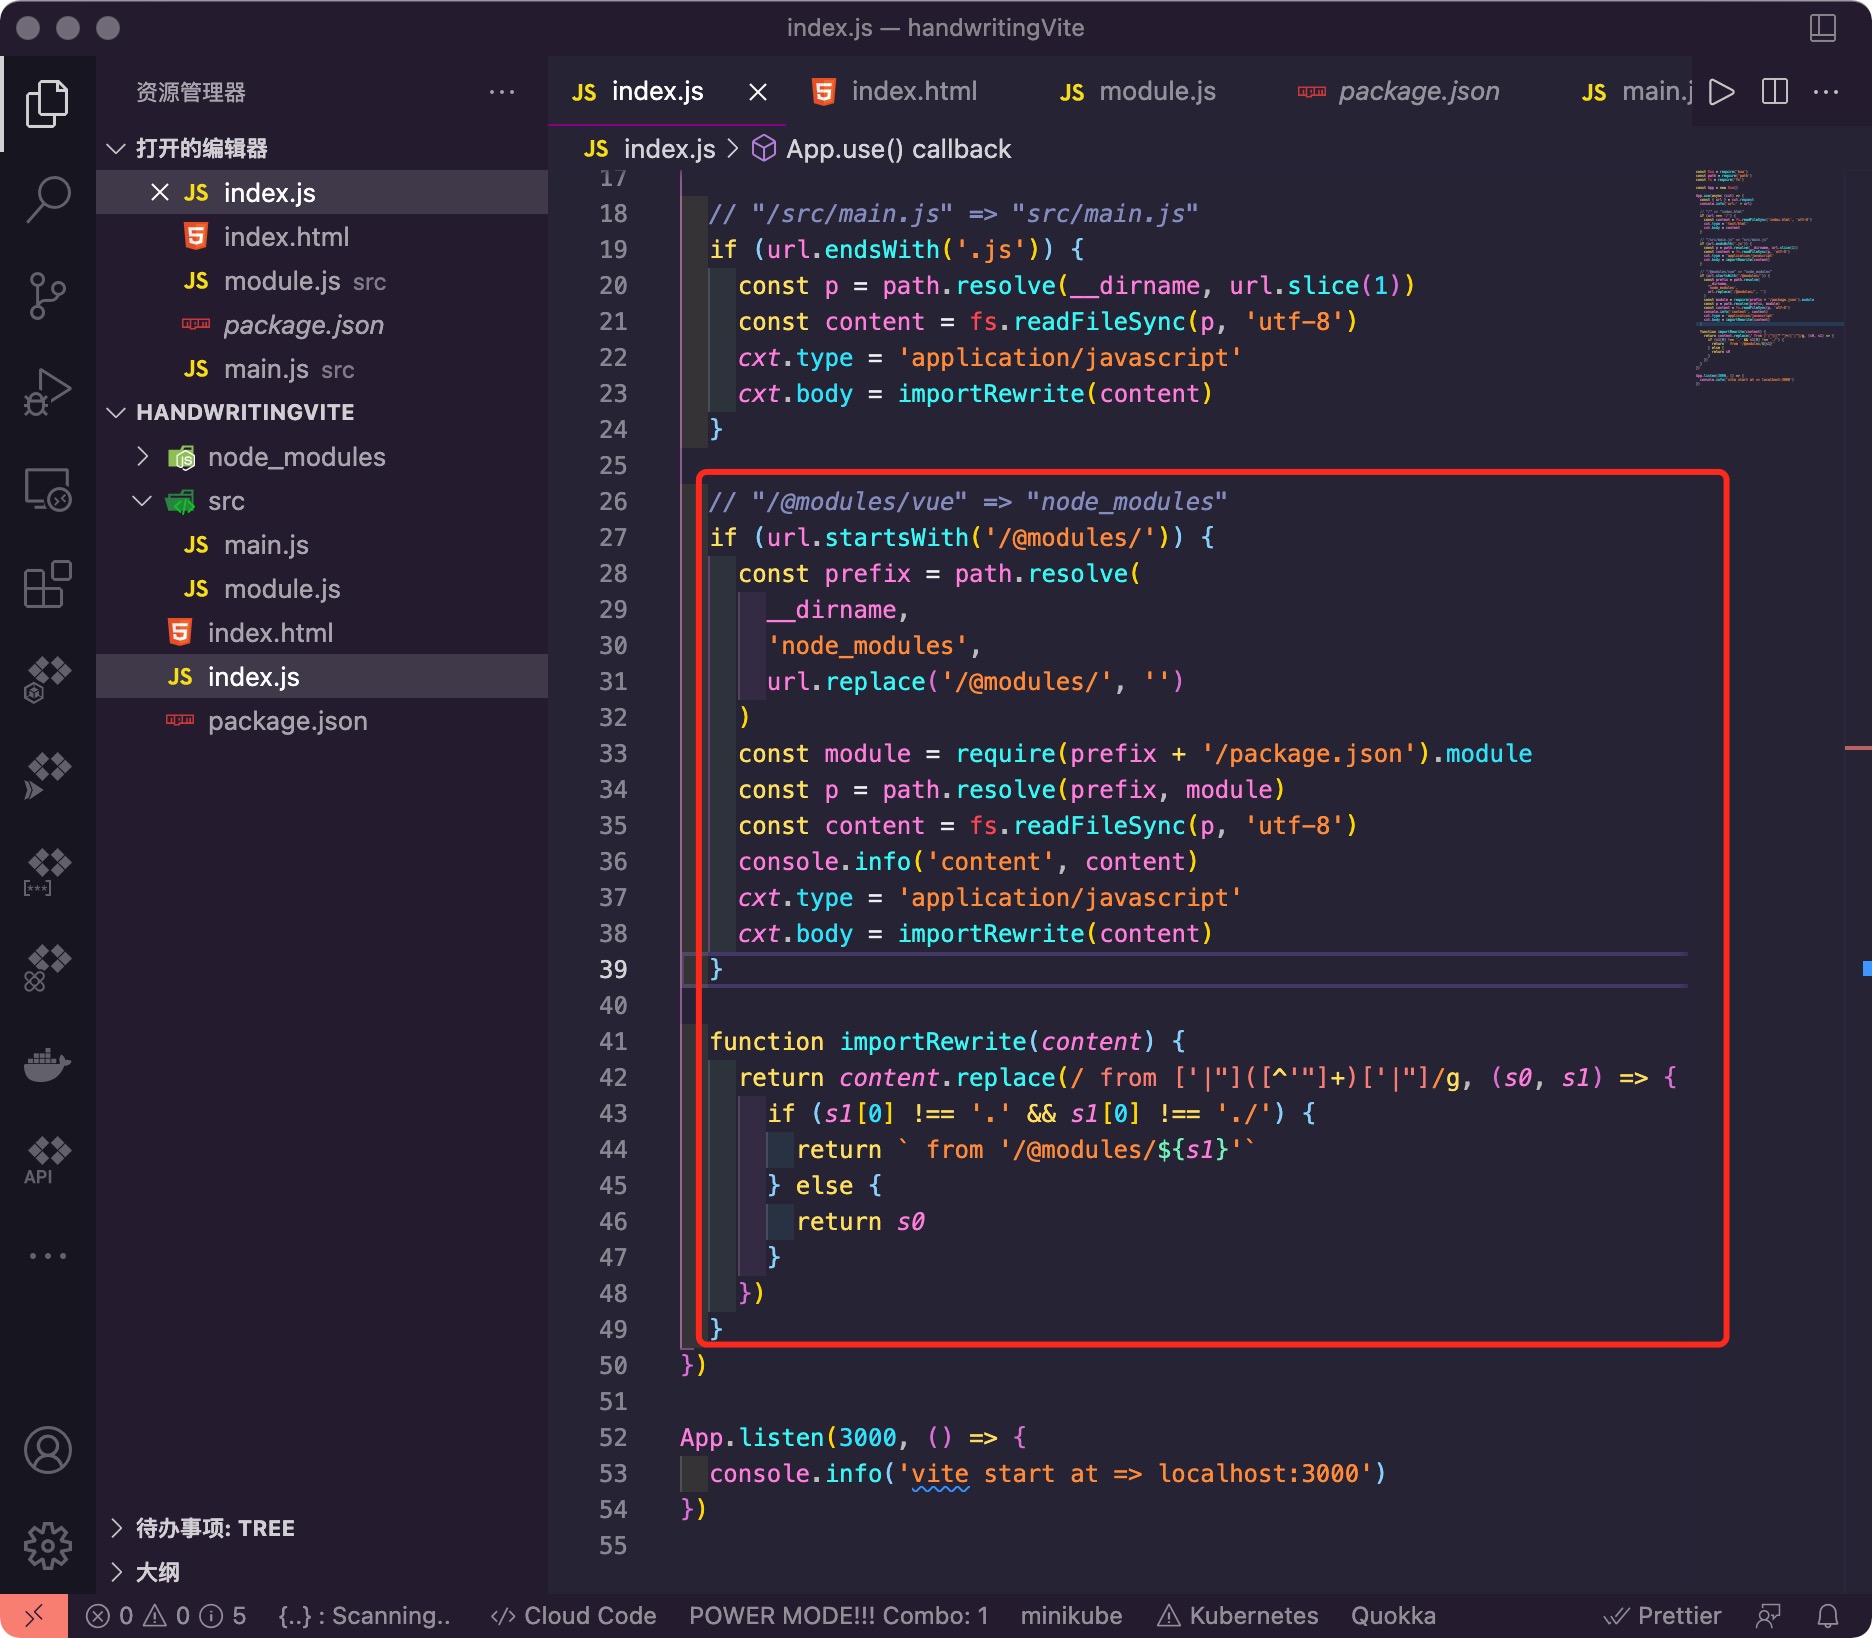 index.js — handwritingVite
资源管理器
打开的编辑器
JS index.js
index.html
JS module.js src
package.json
JS main.js src
HANDWRITINGVITE
node_modules
src
JS main.js
JS module.js
index.html
JS index.js
package.json
待办事项: TREE
大纲
API
JS index.js
index.html
JS module.js
package.json
JS main.j
JS index.js > App.use() callback
17
18 // "/src/main.js" => "src/main.js"
19 if (url.endsWith('.js')) {
20 const p = path.resolve(__dirname, url.slice(1))
21 const content = fs.readFileSync(p, 'utf-8')
22 cxt.type = 'application/javascript'
23 cxt.body = importRewrite(content)
24 }
25
26 // "/@modules/vue" => "node_modules"
27 if (url.startsWith('/@modules/')) {
28 const prefix = path.resolve(
29 __dirname,
30 'node_modules',
31 url.replace('/@modules/', '')
32 )
33 const module = require(prefix + '/package.json').module
34 const p = path.resolve(prefix, module)
35 const content = fs.readFileSync(p, 'utf-8')
36 console.info('content', content)
37 cxt.type = 'application/javascript'
38 cxt.body = importRewrite(content)
39 }
40
41 function importRewrite(content) {
42 return content.replace(/ from ['|"]([^'"]+)['|"]/g, (s0, s1) => {
43 if (s1[0] !== '.' && s1[0] !== './') {
44 return ` from '/@modules/${s1}'`
45 } else {
46 return s0
47 }
48 })
49 }
50 })
51
52 App.listen(3000, () => {
53 console.info('vite start at => localhost:3000')
54 })
55
0 0 5 {..} : Scanning.. </> Cloud Code POWER MODE!!! Combo: 1 minikube Kubernetes Quokka Prettier